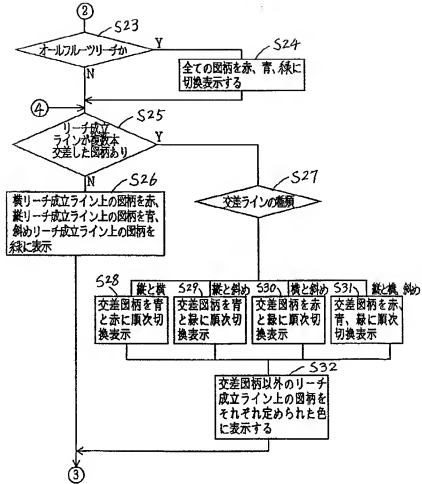 ②
S23
オールフルーツリーチか
Y
N
S24
全ての図柄を赤、青、緑に
切換表示する
④
S25
リーチ成立
ラインが複数本
交差した図柄あり
Y
N
S26
横リーチ成立ライン上の図柄を赤、
縦リーチ成立ライン上の図柄を青、
斜めリーチ成立ライン上の図柄を
緑に表示
S27
交差ラインの種類
S28
縦と横
交差図柄を青
と赤に順次切
換表示
S29
縦と斜め
交差図柄を青
と緑に順次切
換表示
S30
横と斜め
交差図柄を赤
と緑に順次切
換表示
S31
縦と横、斜め
交差図柄を赤、
青、緑に順次
切換表示
S32
交差図柄以外のリーチ
成立ライン上の図柄を
それぞれ定められた色
に表示する
③